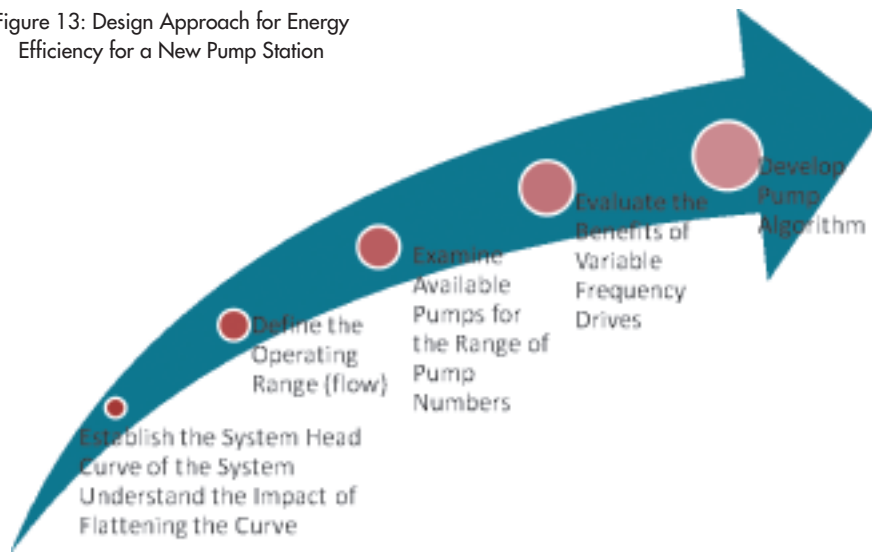 Figure 13: Design Approach for Energy
Efficiency for a New Pump Station
Establish the System Head
Curve of the System
Understand the Impact of
Flattening the Curve
Define the
Operating
Range (flow)
Examine
Available
Pumps for
the Range of
Pump
Numbers
Evaluate the
Benefits of
Variable
Frequency
Drives
Develop
Pump
Algorithm